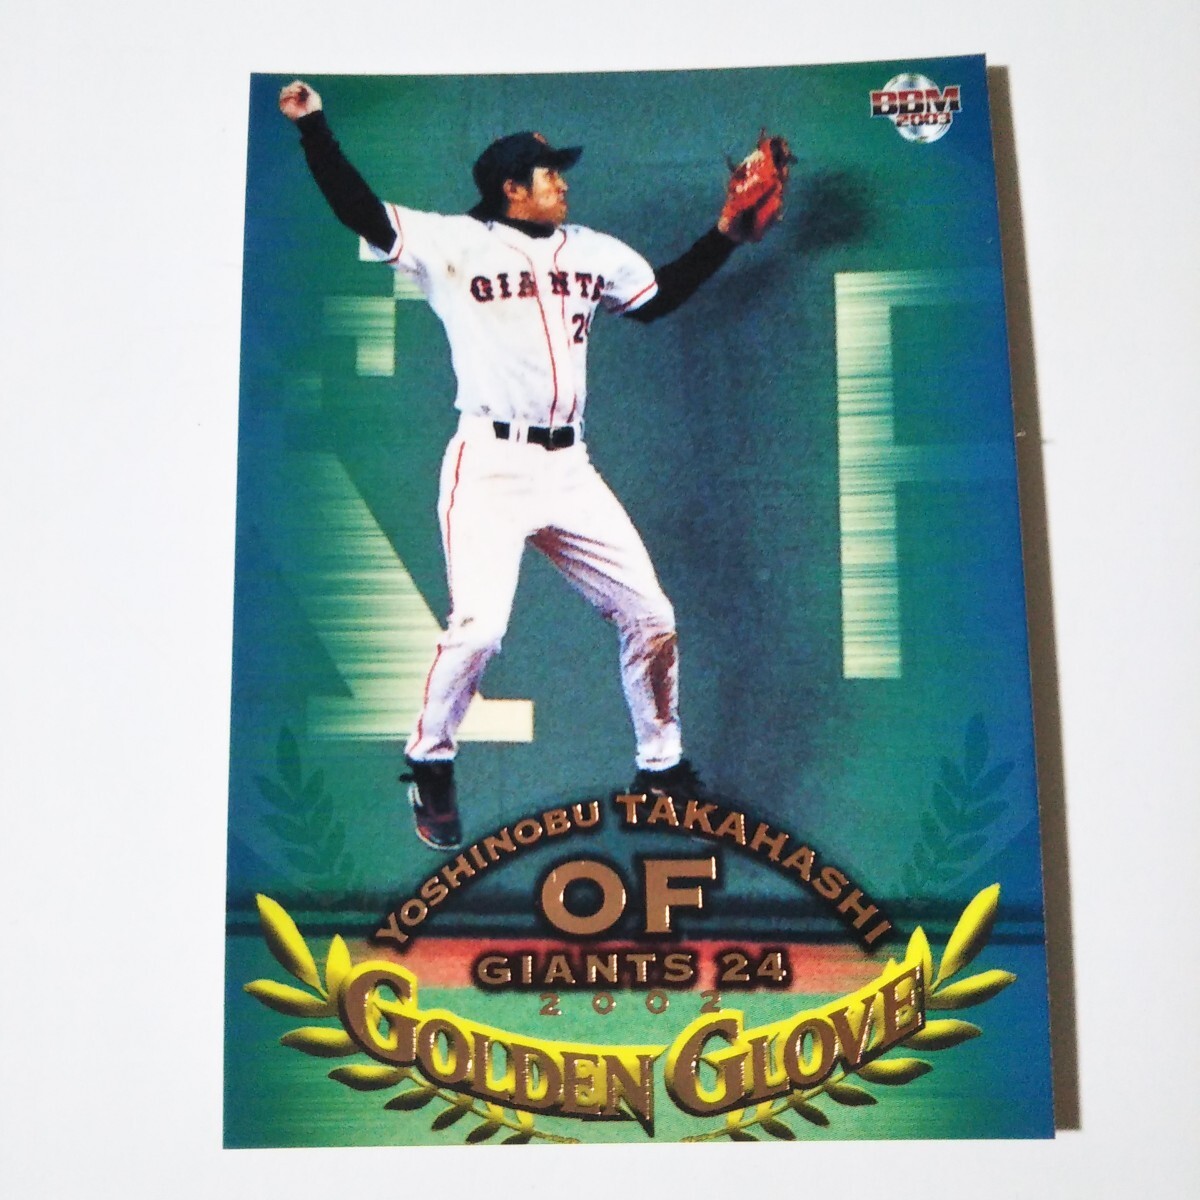 BBM
2003
GIANTS
24
YOSHINOBU TAKAHASHI
OF
GIANTS 24
2002
GOLDEN GLOVE